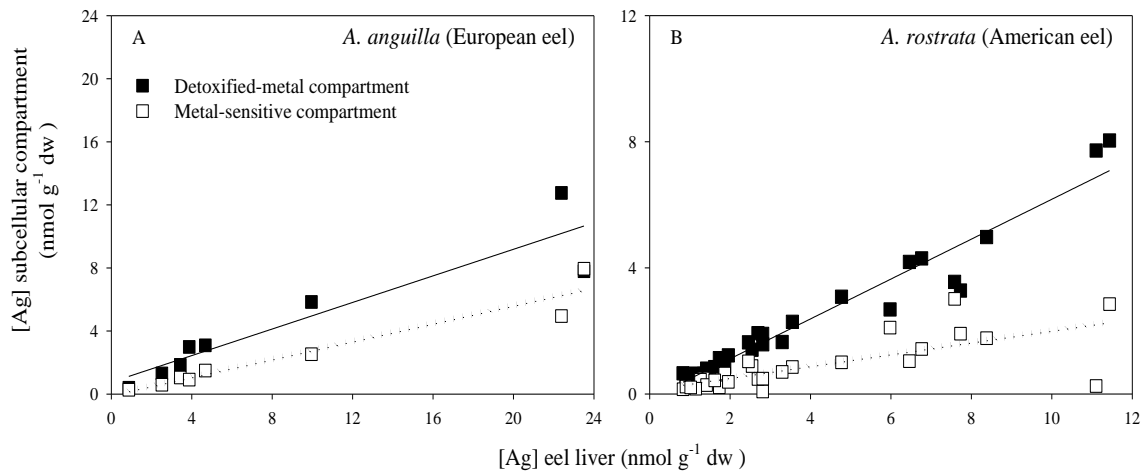 A
A. anguilla (European eel)
B
A. rostrata (American eel)
Detoxified-metal compartment
Metal-sensitive compartment
[Ag] subcellular compartment
(nmol g-1 dw )
24
20
16
12
8
4
0
0
4
8
12
16
20
24
12
8
4
0
0
2
4
6
8
10
12
[Ag] eel liver (nmol g-1 dw )